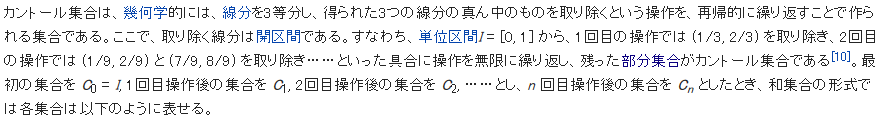 カントール集合は、幾何学的には、線分を3等分し、得られた3つの線分の真ん中のものを取り除くという操作を、再帰的に繰り返すことで作ら
れる集合である。ここで、取り除く線分は開区間である。すなわち、単位区間I = [0, 1] から、1回目の操作では (1/3, 2/3) を取り除き、2回目
の操作では (1/9, 2/9) と (7/9, 8/9) を取り除き……といった具合に操作を無限に繰り返し、残った部分集合がカントール集合である[10]。最
初の集合を C0 = I, 1回目操作後の集合を C1, 2回目操作後の集合を C2, ……とし、n 回目操作後の集合を Cn としたとき、和集合の形式で
は各集合は以下のように表せる。